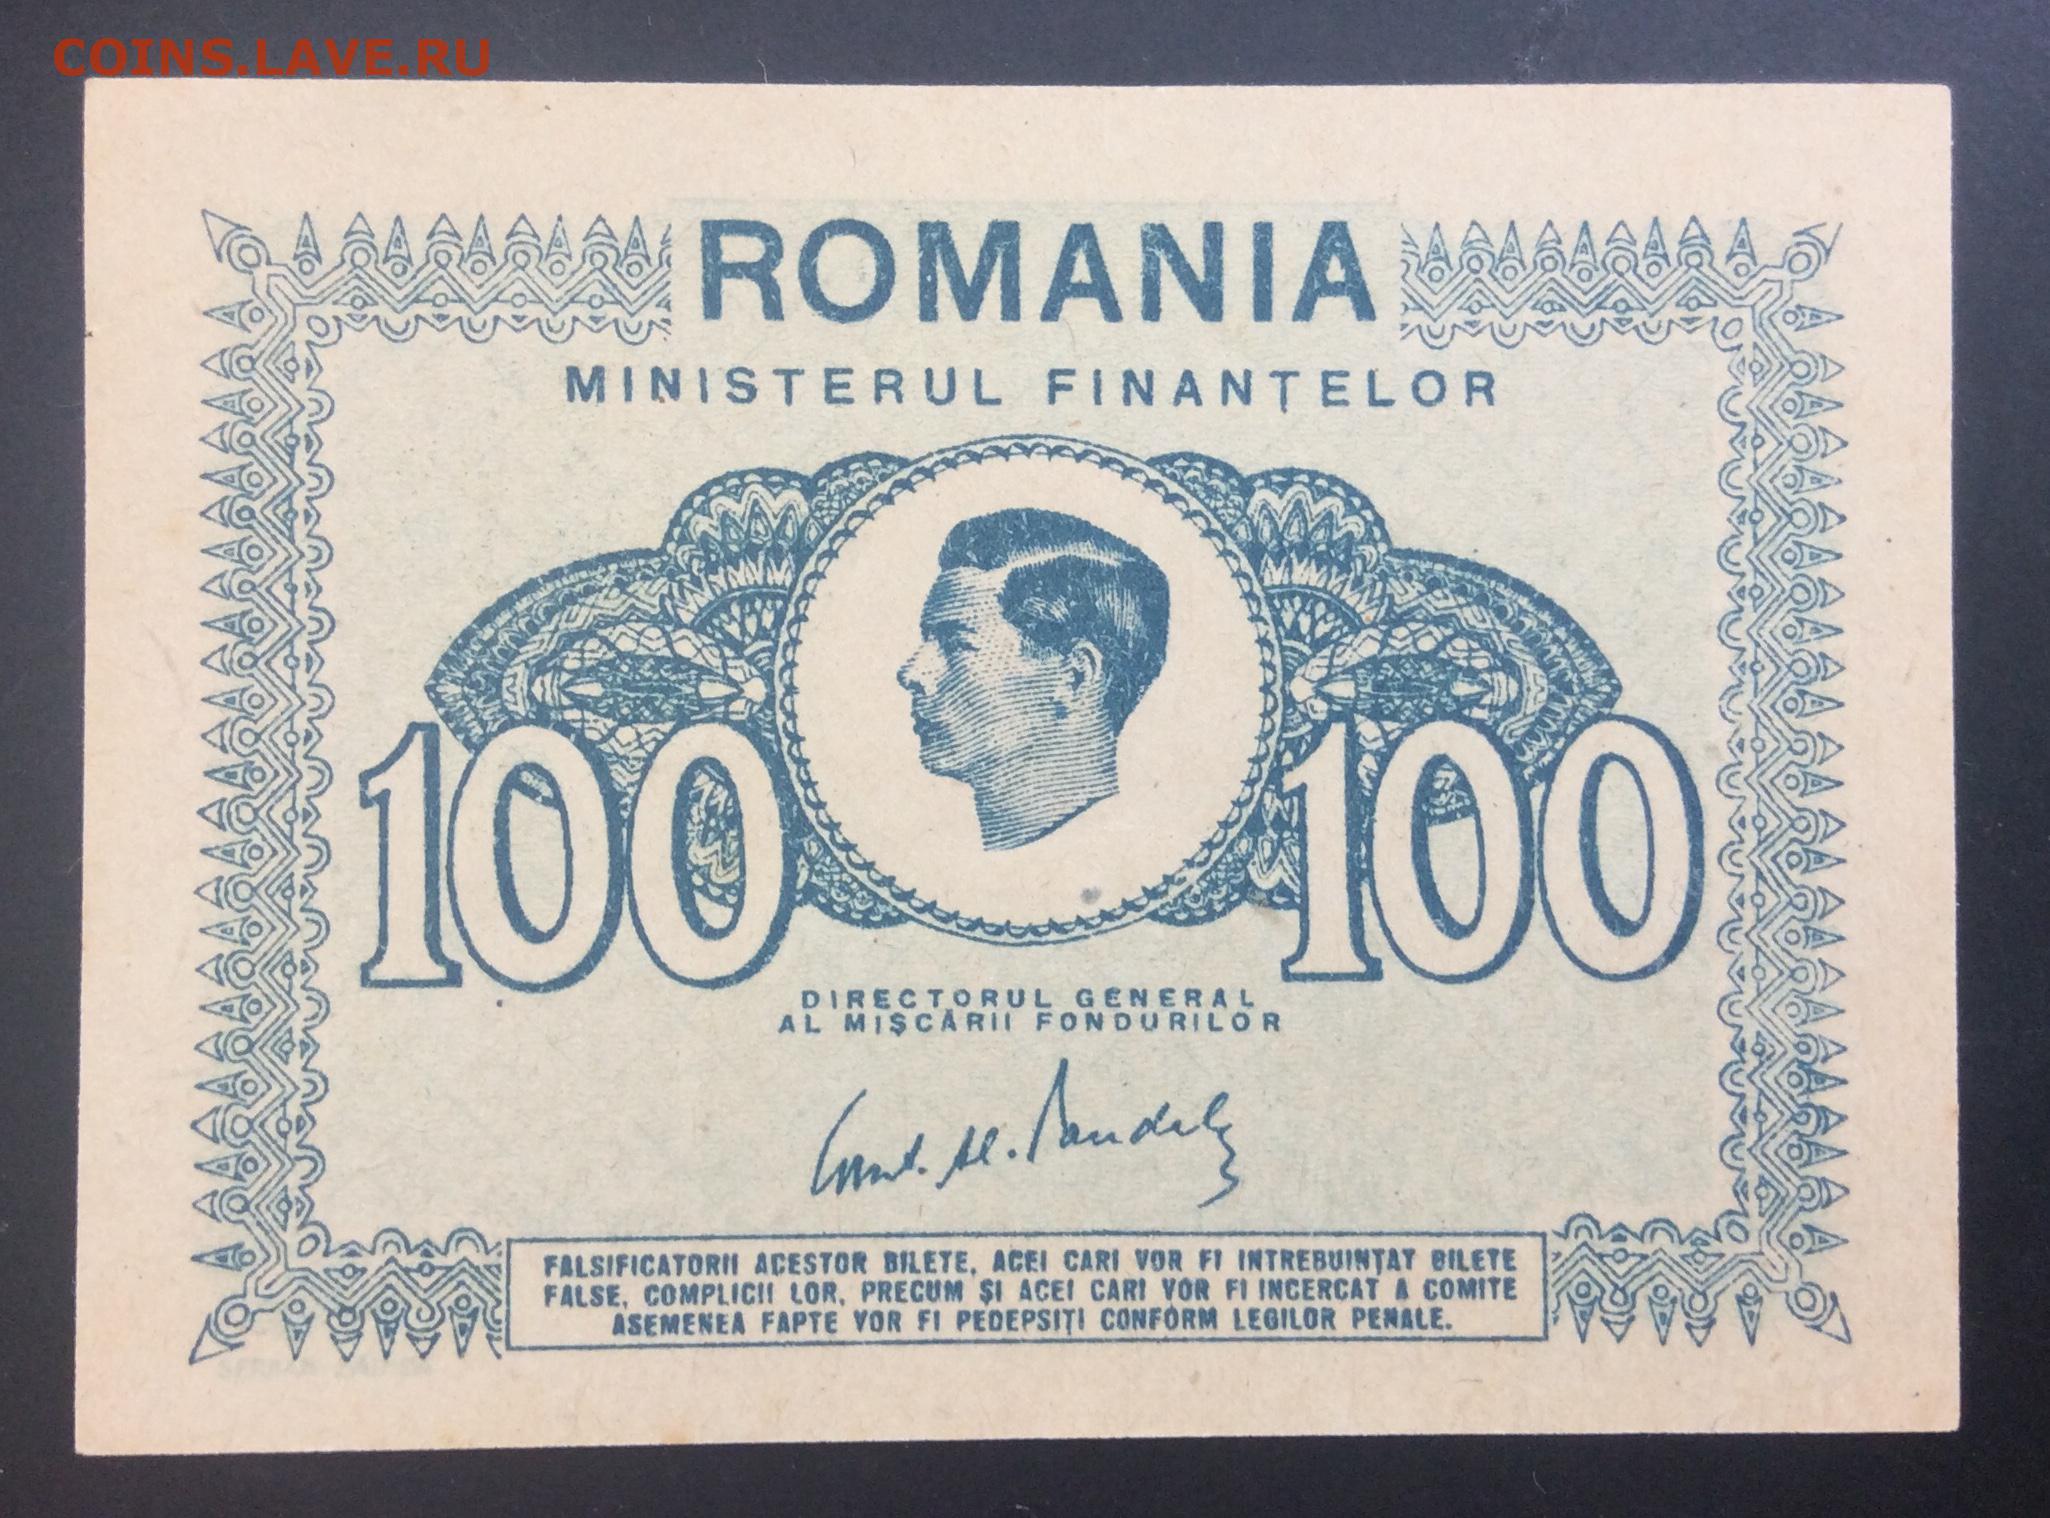 COINS.LAVE.RU
ROMANIA
MINISTERUL FINANȚELOR
100 100
DIRECTORUL GENERAL
AL MIȘCĂRII FONDURILOR
FALSIFICATORII ACESTOR BILETE, ACEI CARI VOR FI INTREBUINȚAT BILETE
FALSE, COMPLICII LOR, PRECUM ȘI ACEI CARI VOR FI INCERCAT A COMITE
ASEMENEA FAPTE VOR FI PEDEPSIȚI CONFORM LEGILOR PENALE.